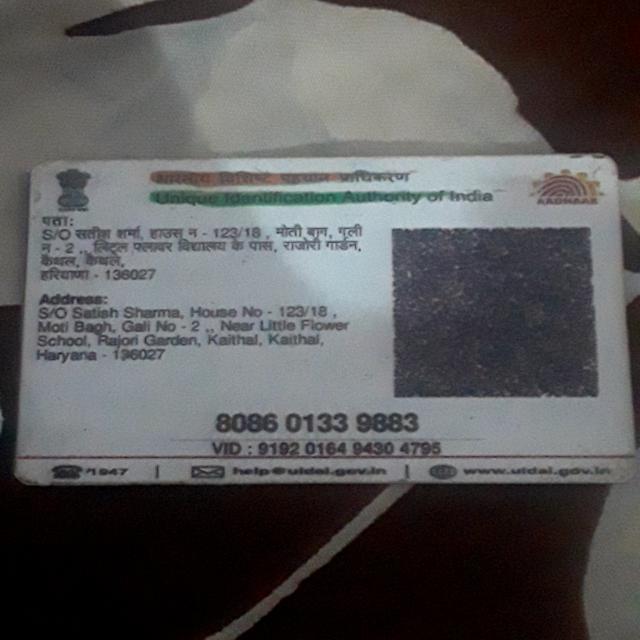 भारतीय विशिष्ट पहचान प्राधिकरण
Unique Identification Authority of India
AADHAAR
पता:
S/O सतीश शर्मा, हाउस न - 123/18 , मोती बाग, गली
न - 2 ,, लिट्ल फ्लावर विद्यालय के पास, राजोरी गार्डन,
कैथल, कैथल,
हरियाणा - 136027
Address:
S/O Satish Sharma, House No - 123/18 ,
Moti Bagh, Gali No - 2 ,, Near Little Flower
School, Rajori Garden, Kaithal, Kaithal,
Haryana - 136027
8086 0133 9883
VID : 9192 0164 9430 4795
1947 | help@uidai.gov.in | www.uidai.gov.in